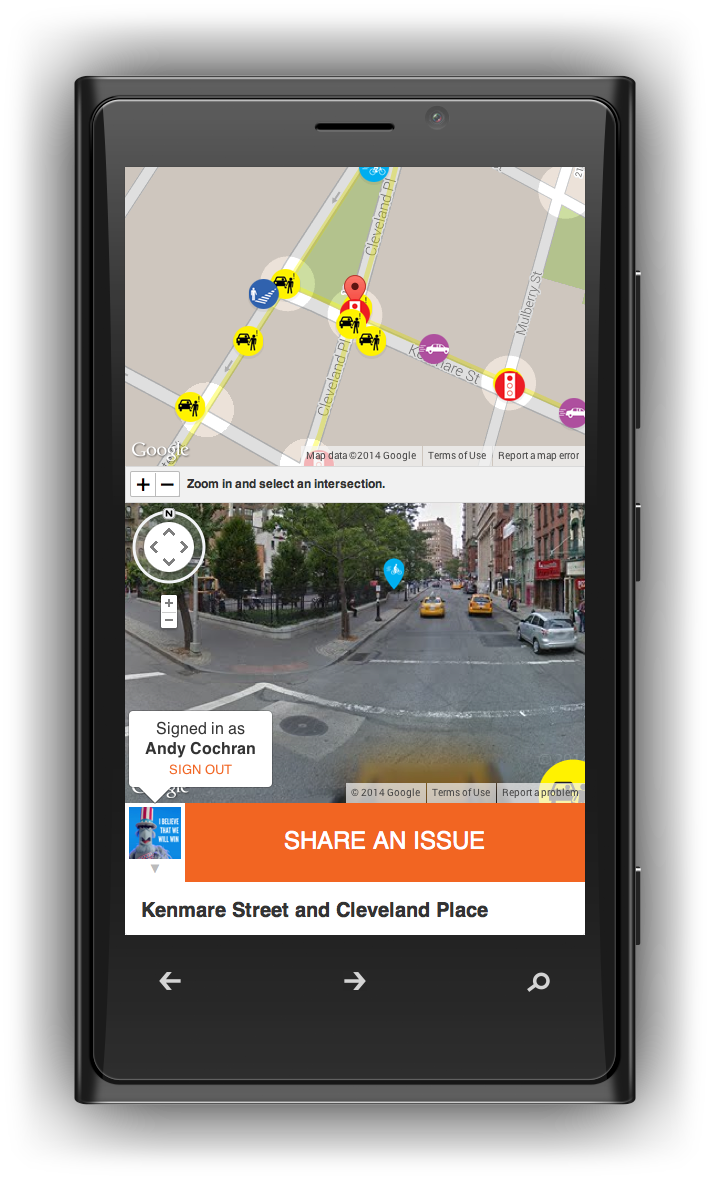 Cleveland Pl
21
Mulberry St
Cleveland Pl
Kenmare St
Google
Map data ©2014 Google
Terms of Use
Report a map error
+ −
Zoom in and select an intersection.
N
+
−
Signed in as
Andy Cochran
SIGN OUT
© 2014 Google
Terms of Use
Report a problem
I BELIEVE
THAT WE
WILL WIN
SHARE AN ISSUE
Kenmare Street and Cleveland Place